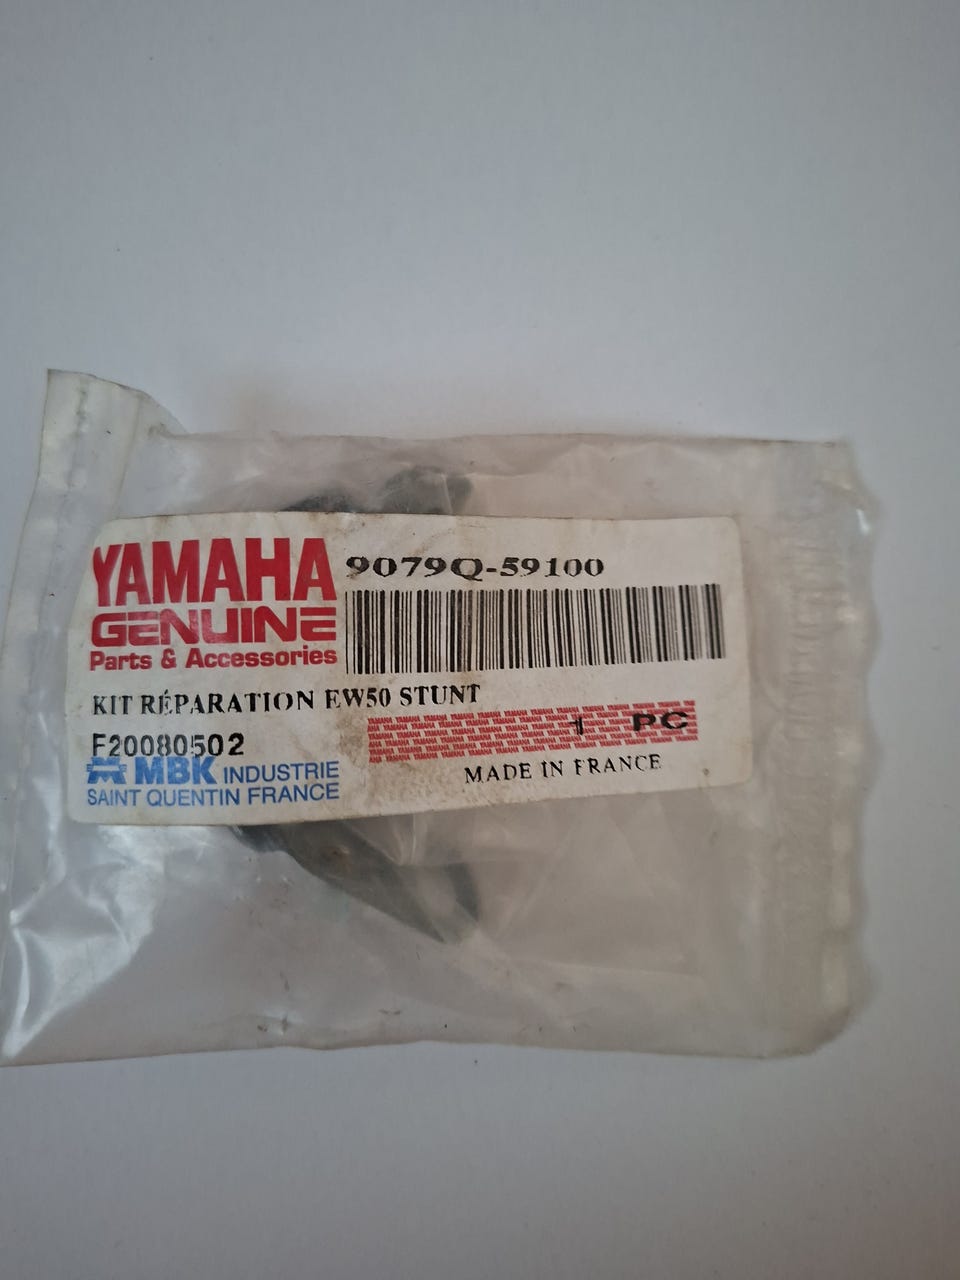 YAMAHA
GENUINE
Parts & Accessories
9079Q-59100
KIT RÉPARATION EW50 STUNT
1 PC
F20080502
MBK INDUSTRIE
SAINT QUENTIN FRANCE
MADE IN FRANCE